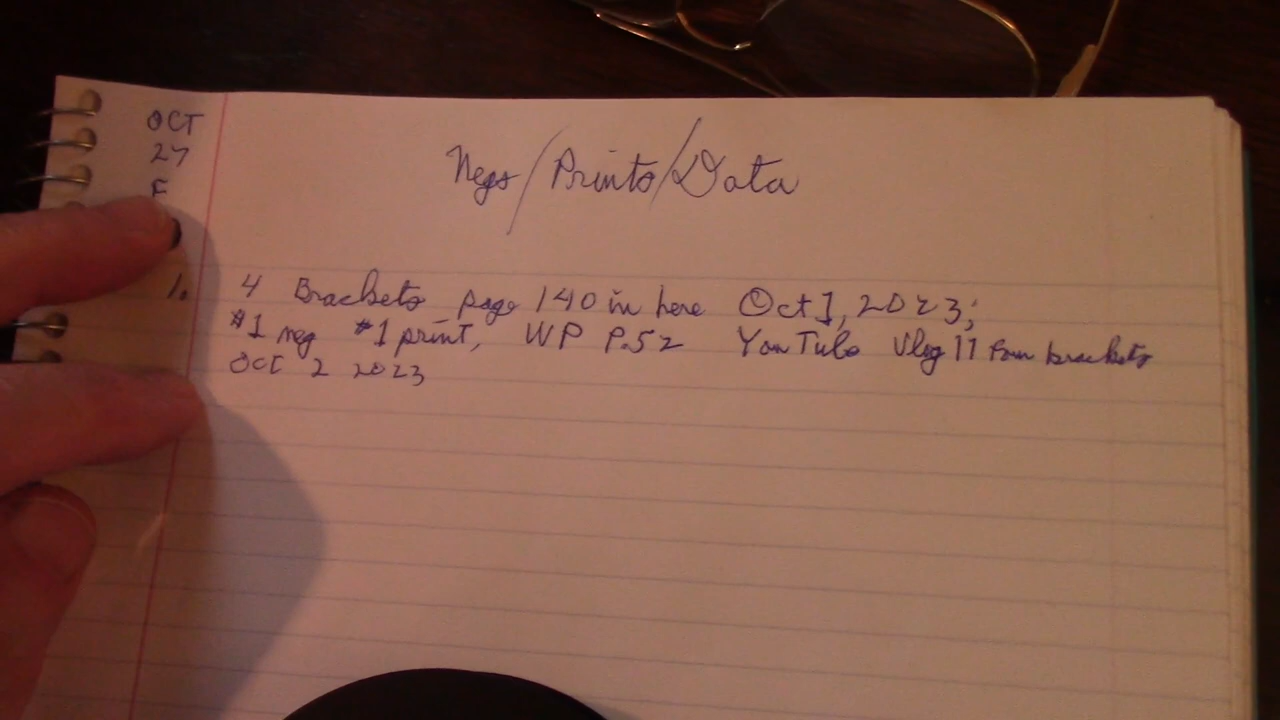 OCT
27
F
Negs/Prints/Data
1. 4 Brackets page 140 in here Oct 1, 2023;
#1 neg #1 print, WP P.52 YouTube Vlog 11 Four brackets
OCT 2 2023